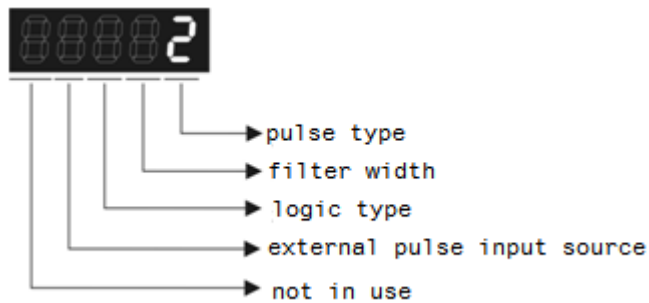 2
pulse type
filter width
logic type
external pulse input source
not in use